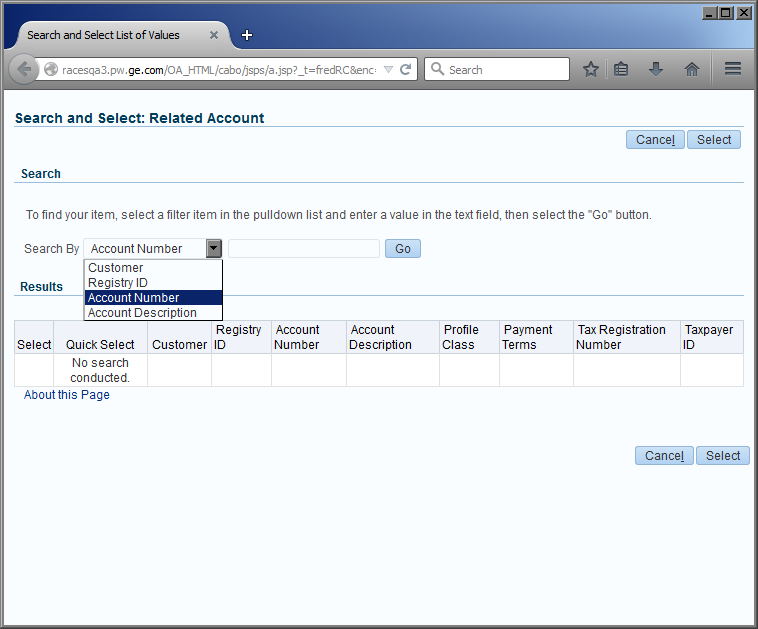 Search and Select List of Values
racesqa3.pw.ge.com/OA_HTML/cabo/jsps/a.jsp?_t=fredRC&enc=
Search
Search and Select: Related Account
Cancel Select
Search
To find your item, select a filter item in the pulldown list and enter a value in the text field, then select the "Go" button.
Search By Account Number Go
Customer
Registry ID
Account Number
Account Description
Results
Select Quick Select Customer Registry ID Account Number Account Description Profile Class Payment Terms Tax Registration Number Taxpayer ID
No search
conducted.
About this Page
Cancel Select